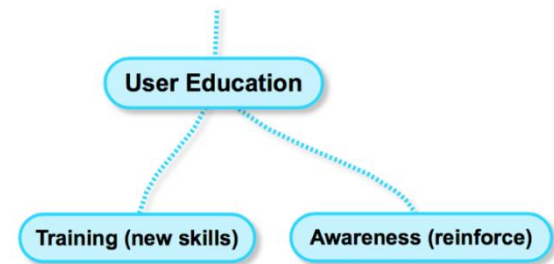 User Education
Training (new skills)
Awareness (reinforce)